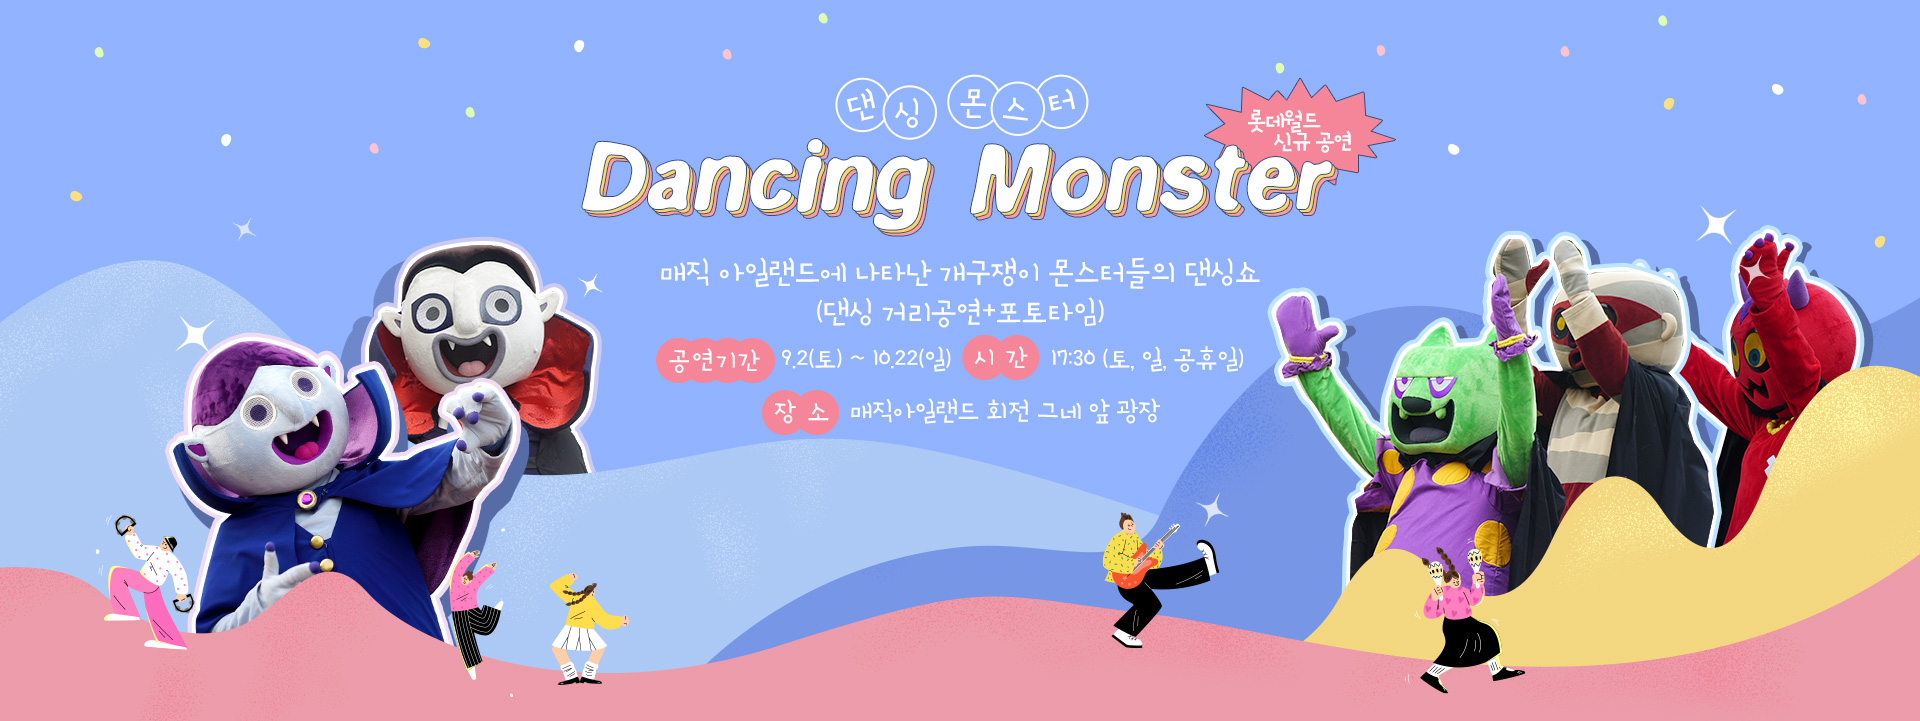 댄싱 몬스터
롯데월드
신규 공연
Dancing Monster
매직 아일랜드에 나타난 개구쟁이 몬스터들의 댄싱쇼
(댄싱 거리공연+포토타임)
공연기간 9.2(토) ~ 10.22(일) 시 간 17:30 (토, 일, 공휴일)
장 소 매직아일랜드 회전 그네 앞 광장